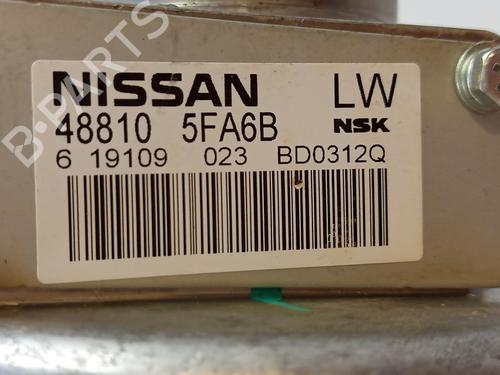 B-PARTS
NISSAN LW
48810 5FA6B NSK
6 19109 023 BD0312Q